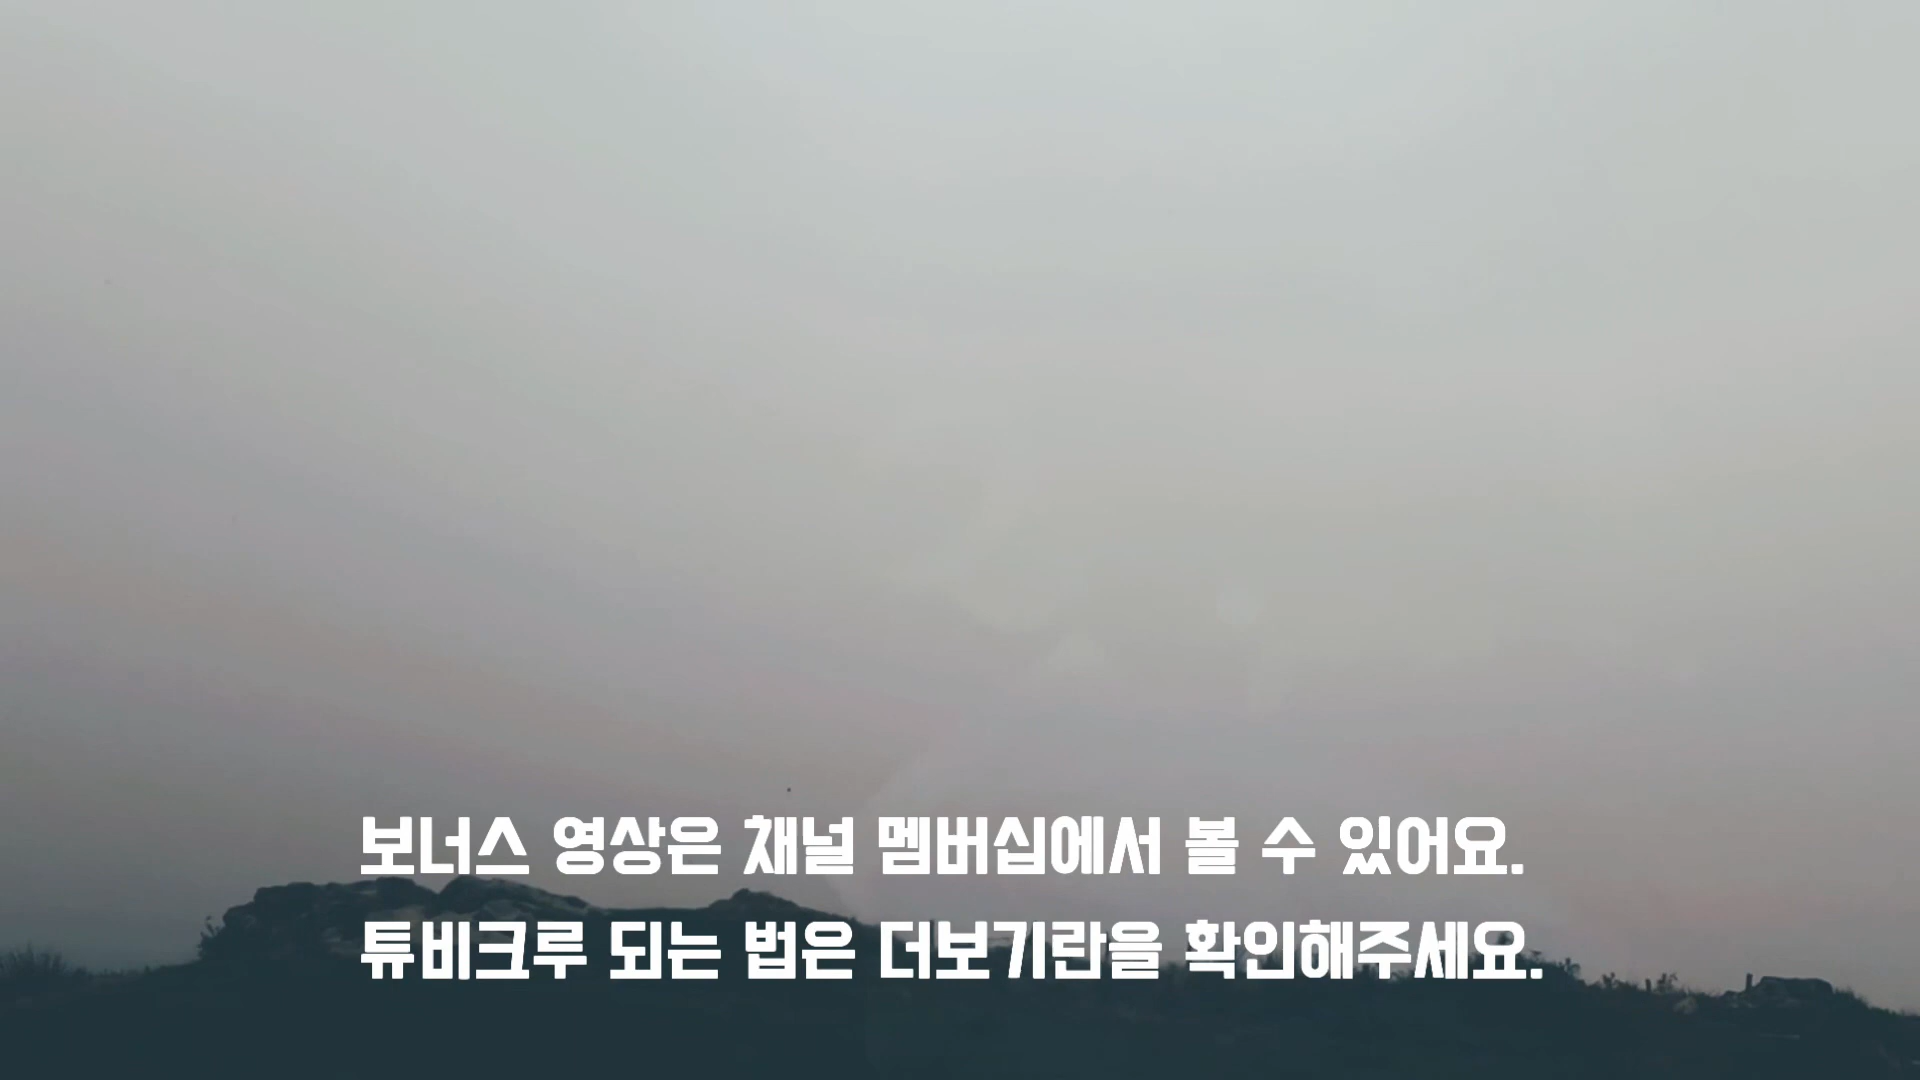 보너스 영상은 채널 멤버십에서 볼 수 있어요.
튜비크루 되는 법은 더보기란을 확인해주세요.